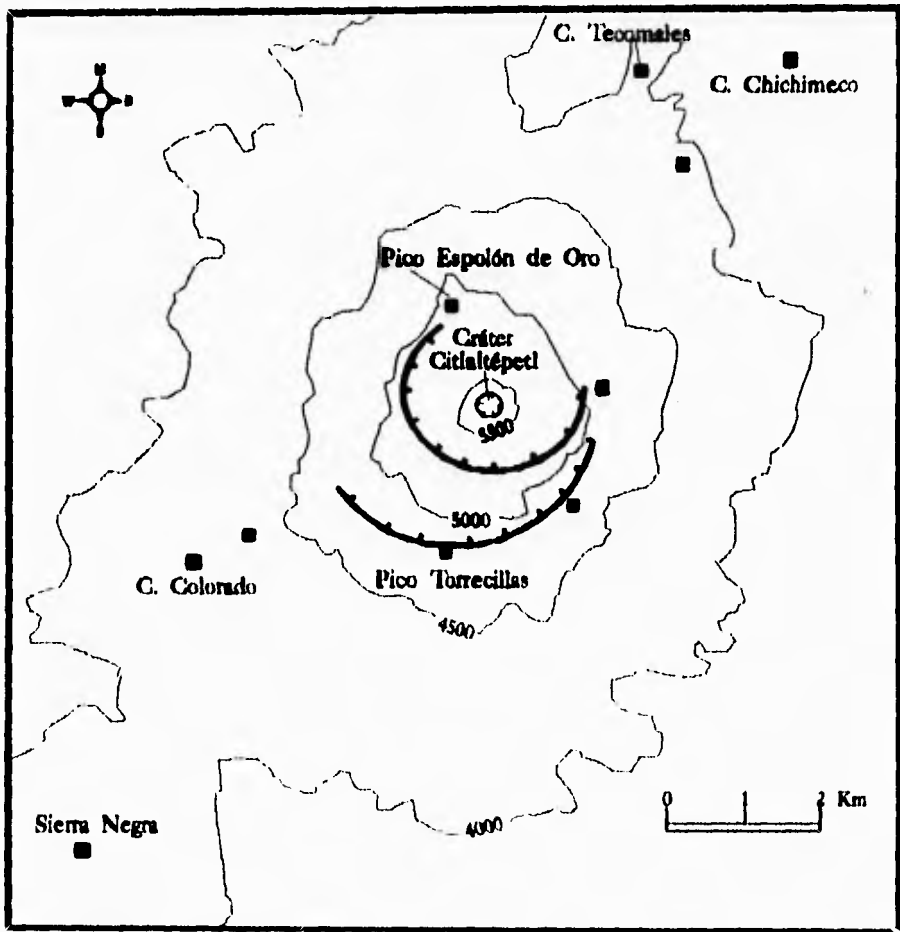 C. Tecomales
C. Chichimeco
N
S
Pico Espolón de Oro
Cráter
Citlaltépetl
5000
C. Colorado
Pico Torrecillas
4500
0 1 2 Km
Sierra Negra
4000